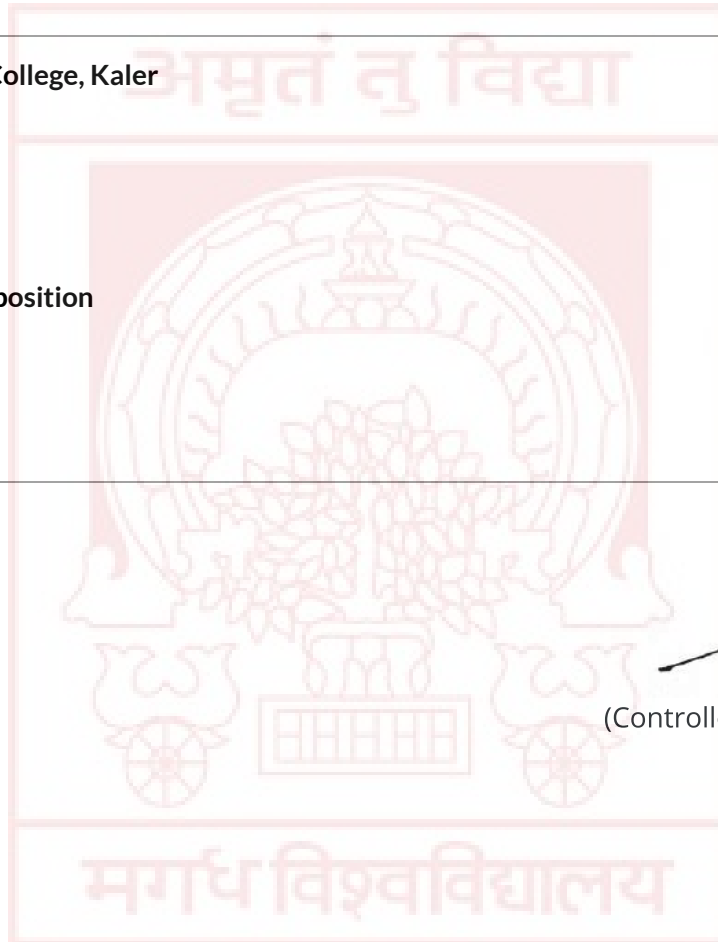 अमृतं तु विद्या
College, Kaler
position
(Controll
मगध विश्वविद्यालय